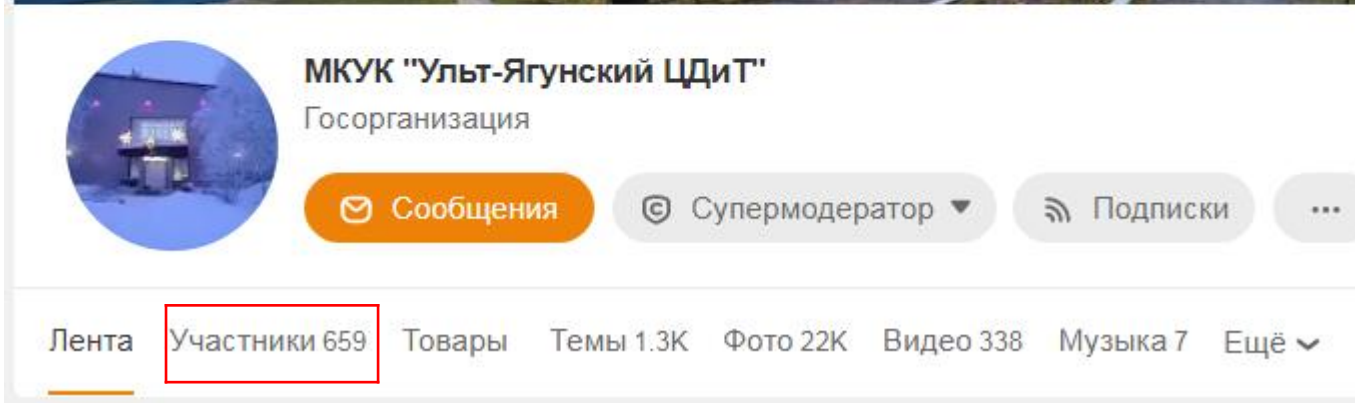 МКУК "Ульт-Ягунский ЦДиТ"
Госорганизация
Сообщения Супермодератор Подписки ...
Лента Участники 659 Товары Темы 1.3K Фото 22K Видео 338 Музыка 7 Ещё